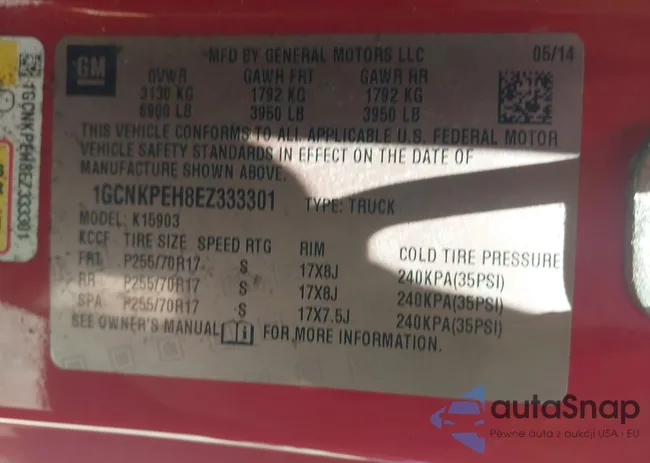 GM
MFD BY GENERAL MOTORS LLC 05/14
GVWR GAWR FRT GAWR RR
3130 KG 1792 KG 1792 KG
6900 LB 3950 LB 3950 LB
THIS VEHICLE CONFORMS TO ALL APPLICABLE U.S. FEDERAL MOTOR
VEHICLE SAFETY STANDARDS IN EFFECT ON THE DATE OF
MANUFACTURE SHOWN ABOVE.
1GCNKPEH8EZ333301 TYPE: TRUCK
MODEL: K15903
KCCF TIRE SIZE SPEED RTG RIM COLD TIRE PRESSURE
FRT P255/70R17 S 17X8J 240KPA(35PSI)
RR P255/70R17 S 17X8J 240KPA(35PSI)
SPA P255/70R17 S 17X7.5J 240KPA(35PSI)
SEE OWNER'S MANUAL FOR MORE INFORMATION.
1GCNKPEH8EZ333301
autaSnap
Pewne auta z aukcji USA · EU